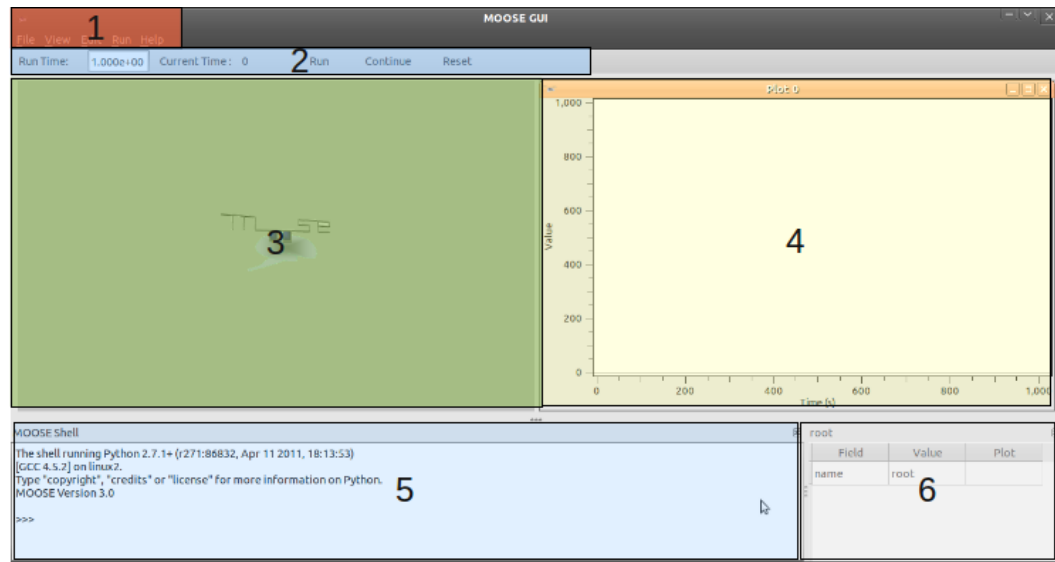 MOOSE GUI
1
File View Edit Run Help
Run Time: 1.000e+00 Current Time: 0 2 Run Continue Reset
Plot 0
1,000
800
600
400
200
0
Value
0 200 400 600 800 1,000
Time (s)
moose
3
4
MOOSE Shell
The shell running Python 2.7.1+ (r271:86832, Apr 11 2011, 18:13:53)
[GCC 4.5.2] on linux2.
Type "copyright", "credits" or "license" for more information on Python.
MOOSE Version 3.0
>>>
5
root
Field Value Plot
name root
6